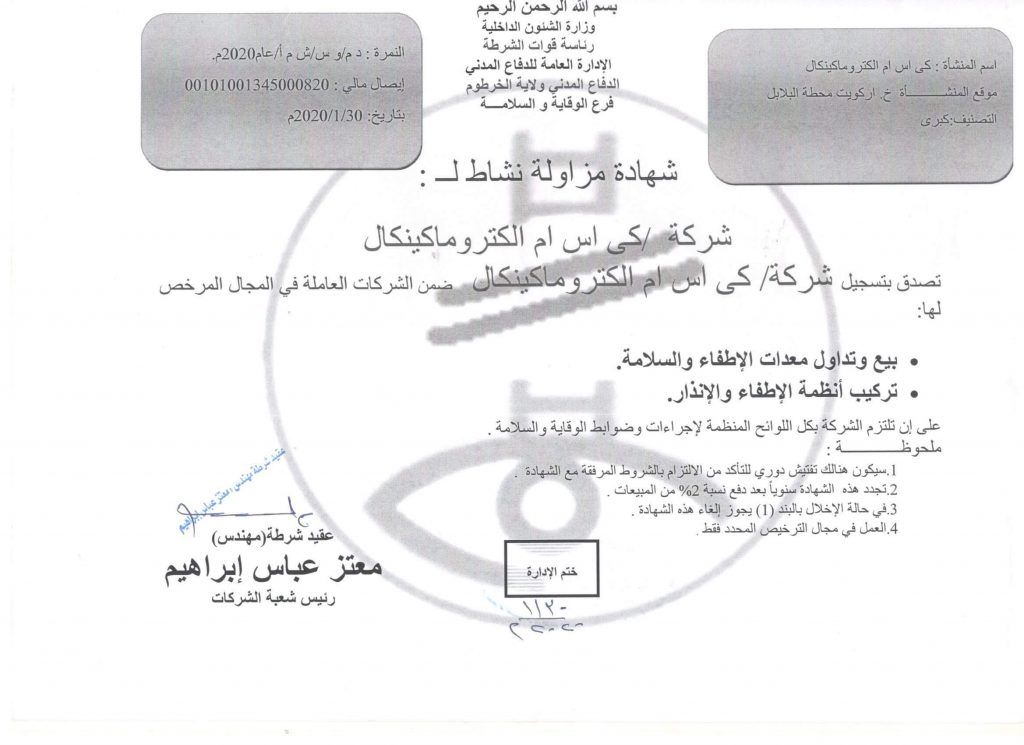 بسم الله الرحمن الرحيم
وزارة الشئون الداخلية
رئاسة قوات الشرطة
الإدارة العامة للدفاع المدني
الدفاع المدني ولاية الخرطوم
فرع الوقاية و السلامـــة
اسم المنشأة : كى اس ام الكتروماكينكال
موقع المنشـــــــــأة خ. اركويت محطة البلابل
التصنيف:كبرى
النمرة : د م/و س/ش م أ/عام2020م.
إيصال مالي : 00101001345000820
بتاريخ: 2020/1/30م
شهادة مزاولة نشاط لــ :
شركة /كى اس ام الكتروماكينكال
تصدق بتسجيل شركة/ كى اس ام الكتروماكينكال ضمن الشركات العاملة في المجال المرخص
لها:
• بيع وتداول معدات الإطفاء والسلامة.
• تركيب أنظمة الإطفاء والإنذار.
على إن تلتزم الشركة بكل اللوائح المنظمة لإجراءات وضوابط الوقاية والسلامة .
ملحوظـــــــــــة :
1.سيكون هنالك تفتيش دوري للتأكد من الالتزام بالشروط المرفقة مع الشهادة .
2.تجدد هذه الشهادة سنوياً بعد دفع نسبة 2% من المبيعات .
3.في حالة الإخلال بالبند (1) يجوز إلغاء هذه الشهادة .
4.العمل في مجال الترخيص المحدد فقط .
عقيد شرطة مهندس : معتز عباس إبراهيم
عقيد شرطة(مهندس)
معتز عباس إبراهيم
رئيس شعبة الشركات
ختم الإدارة
١/٣٠
٢٠٢٠م